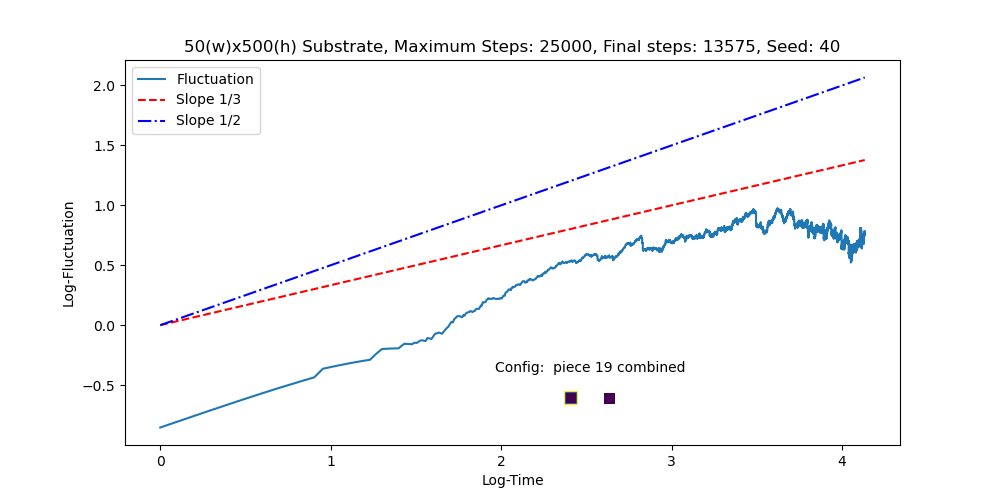 50(w)x500(h) Substrate, Maximum Steps: 25000, Final steps: 13575, Seed: 40
Fluctuation
Slope 1/3
Slope 1/2
2.0
1.5
1.0
0.5
0.0
−0.5
Log-Fluctuation
Config:  piece 19 combined
0
1
2
3
4
Log-Time